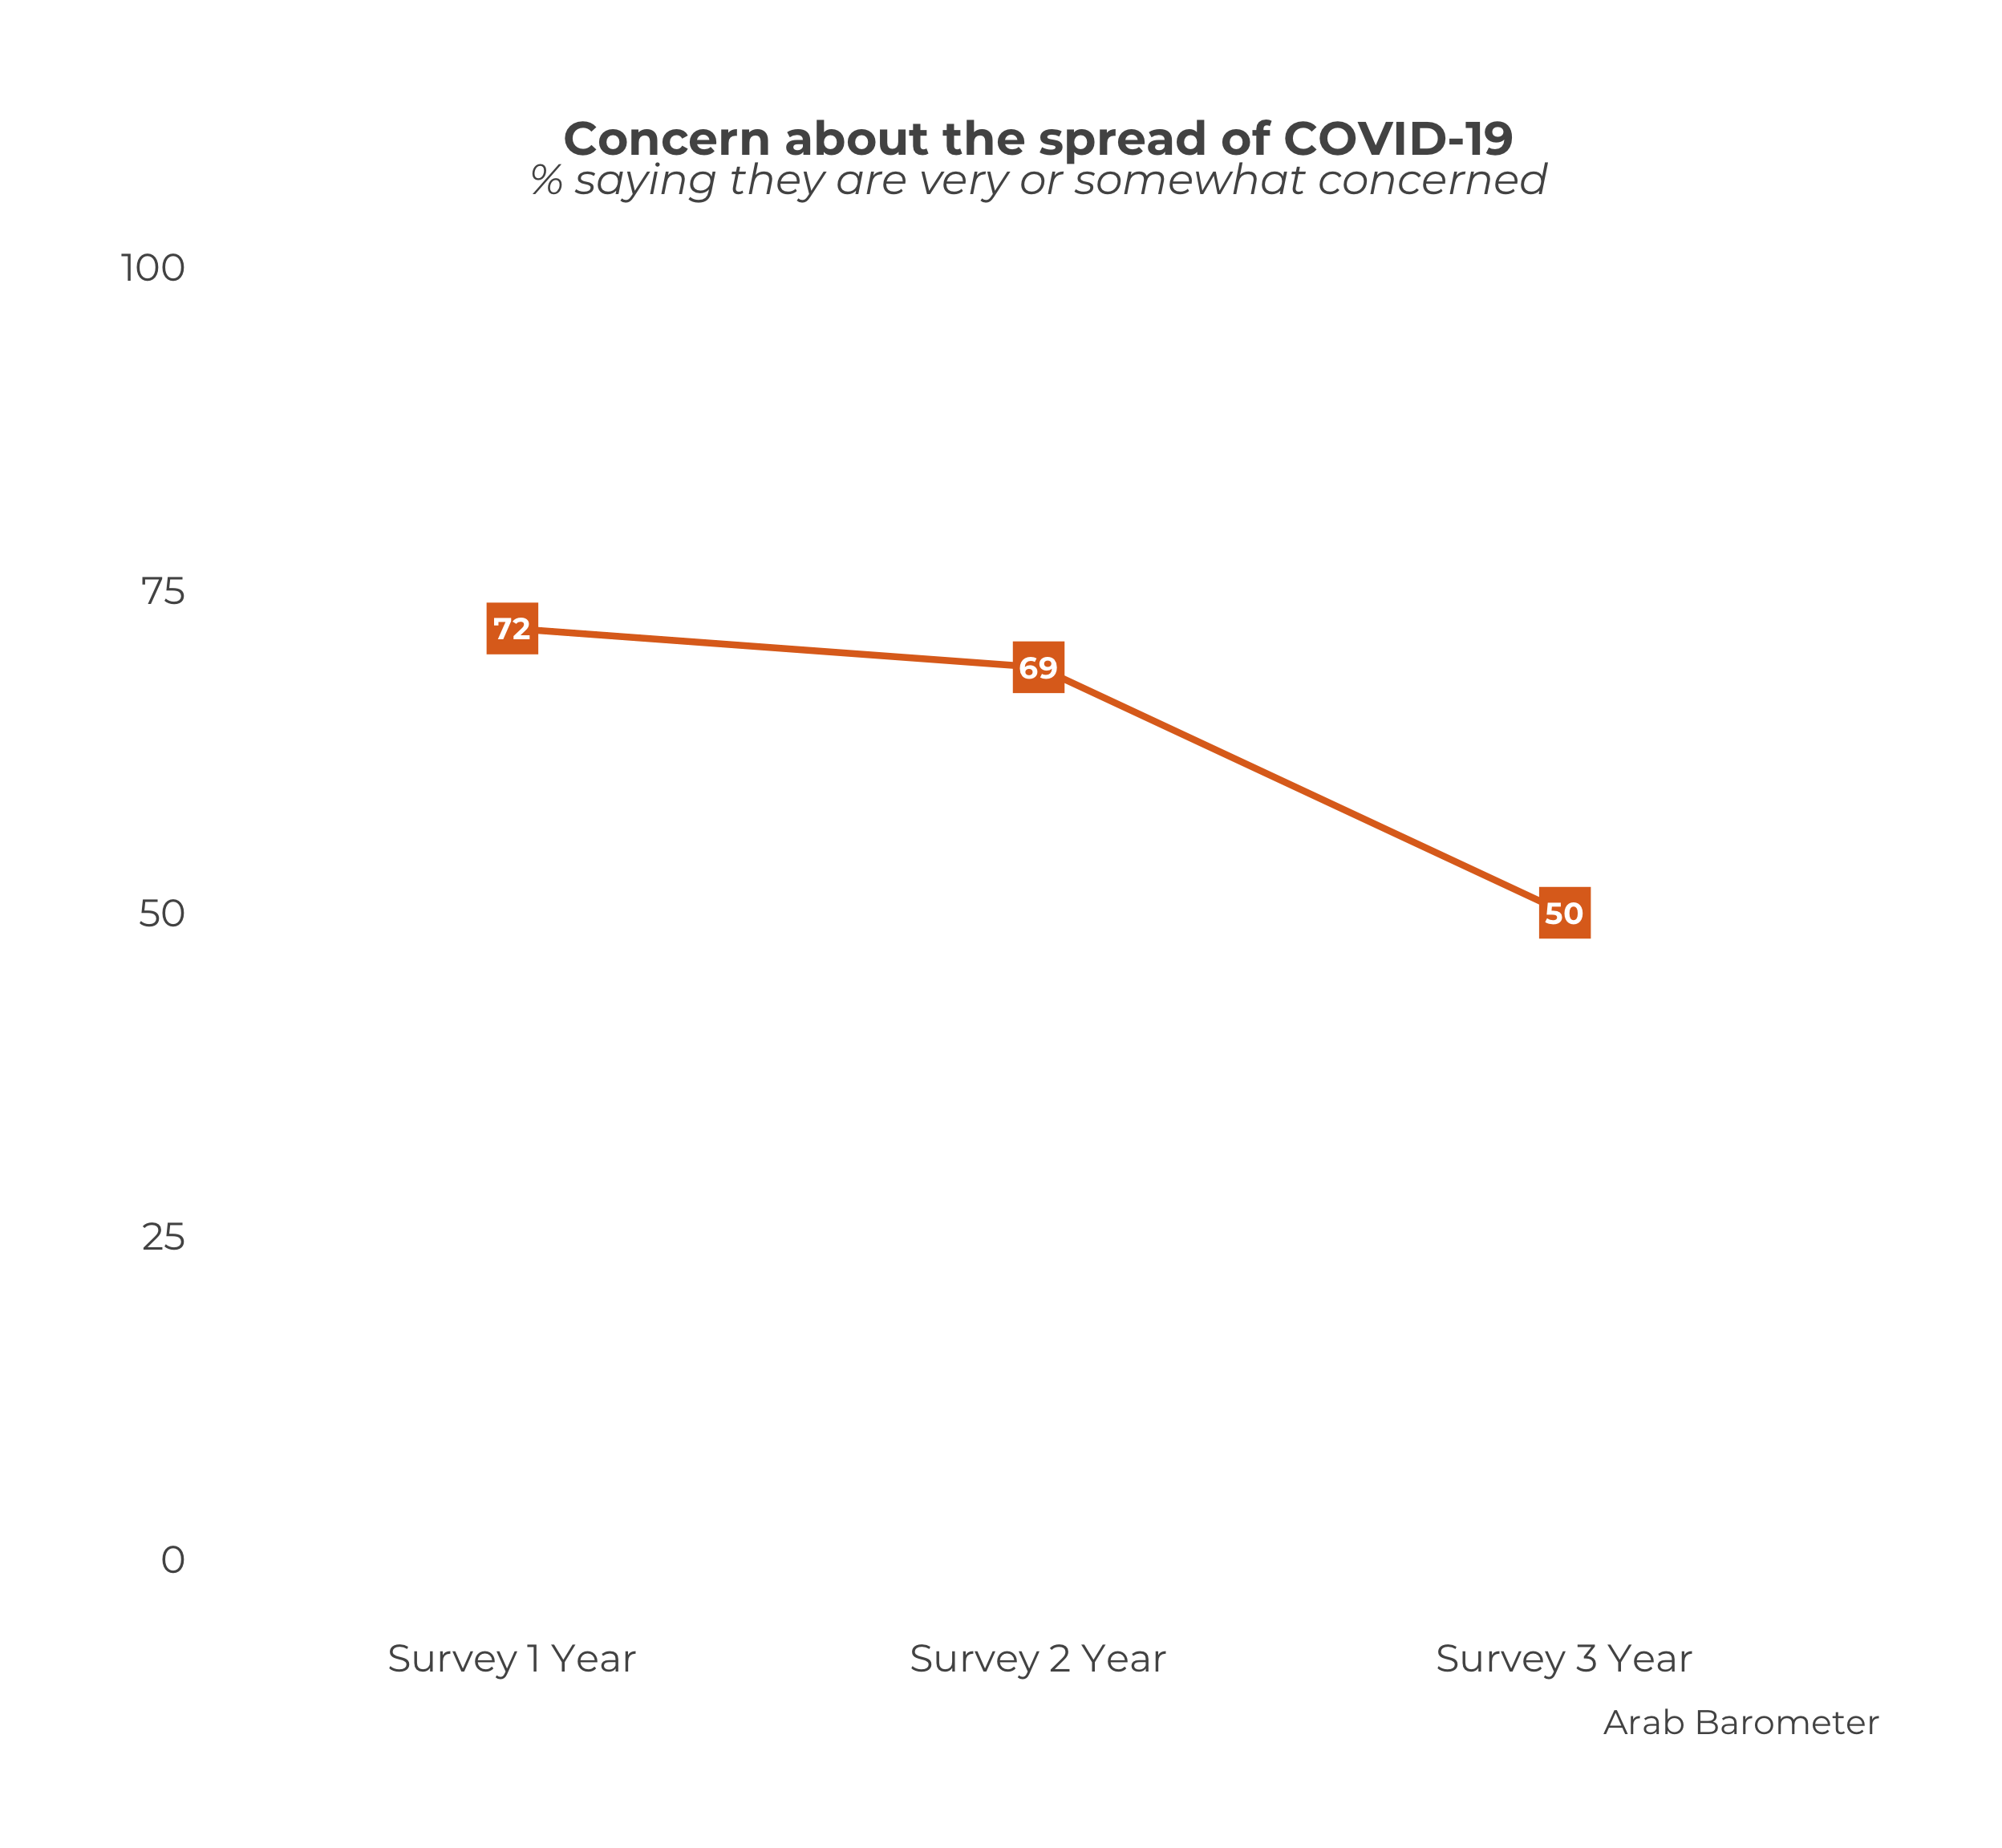 Concern about the spread of COVID-19
% saying they are very or somewhat concerned
100
75
72
69
50
50
25
0
Survey 1 Year Survey 2 Year Survey 3 Year
Arab Barometer